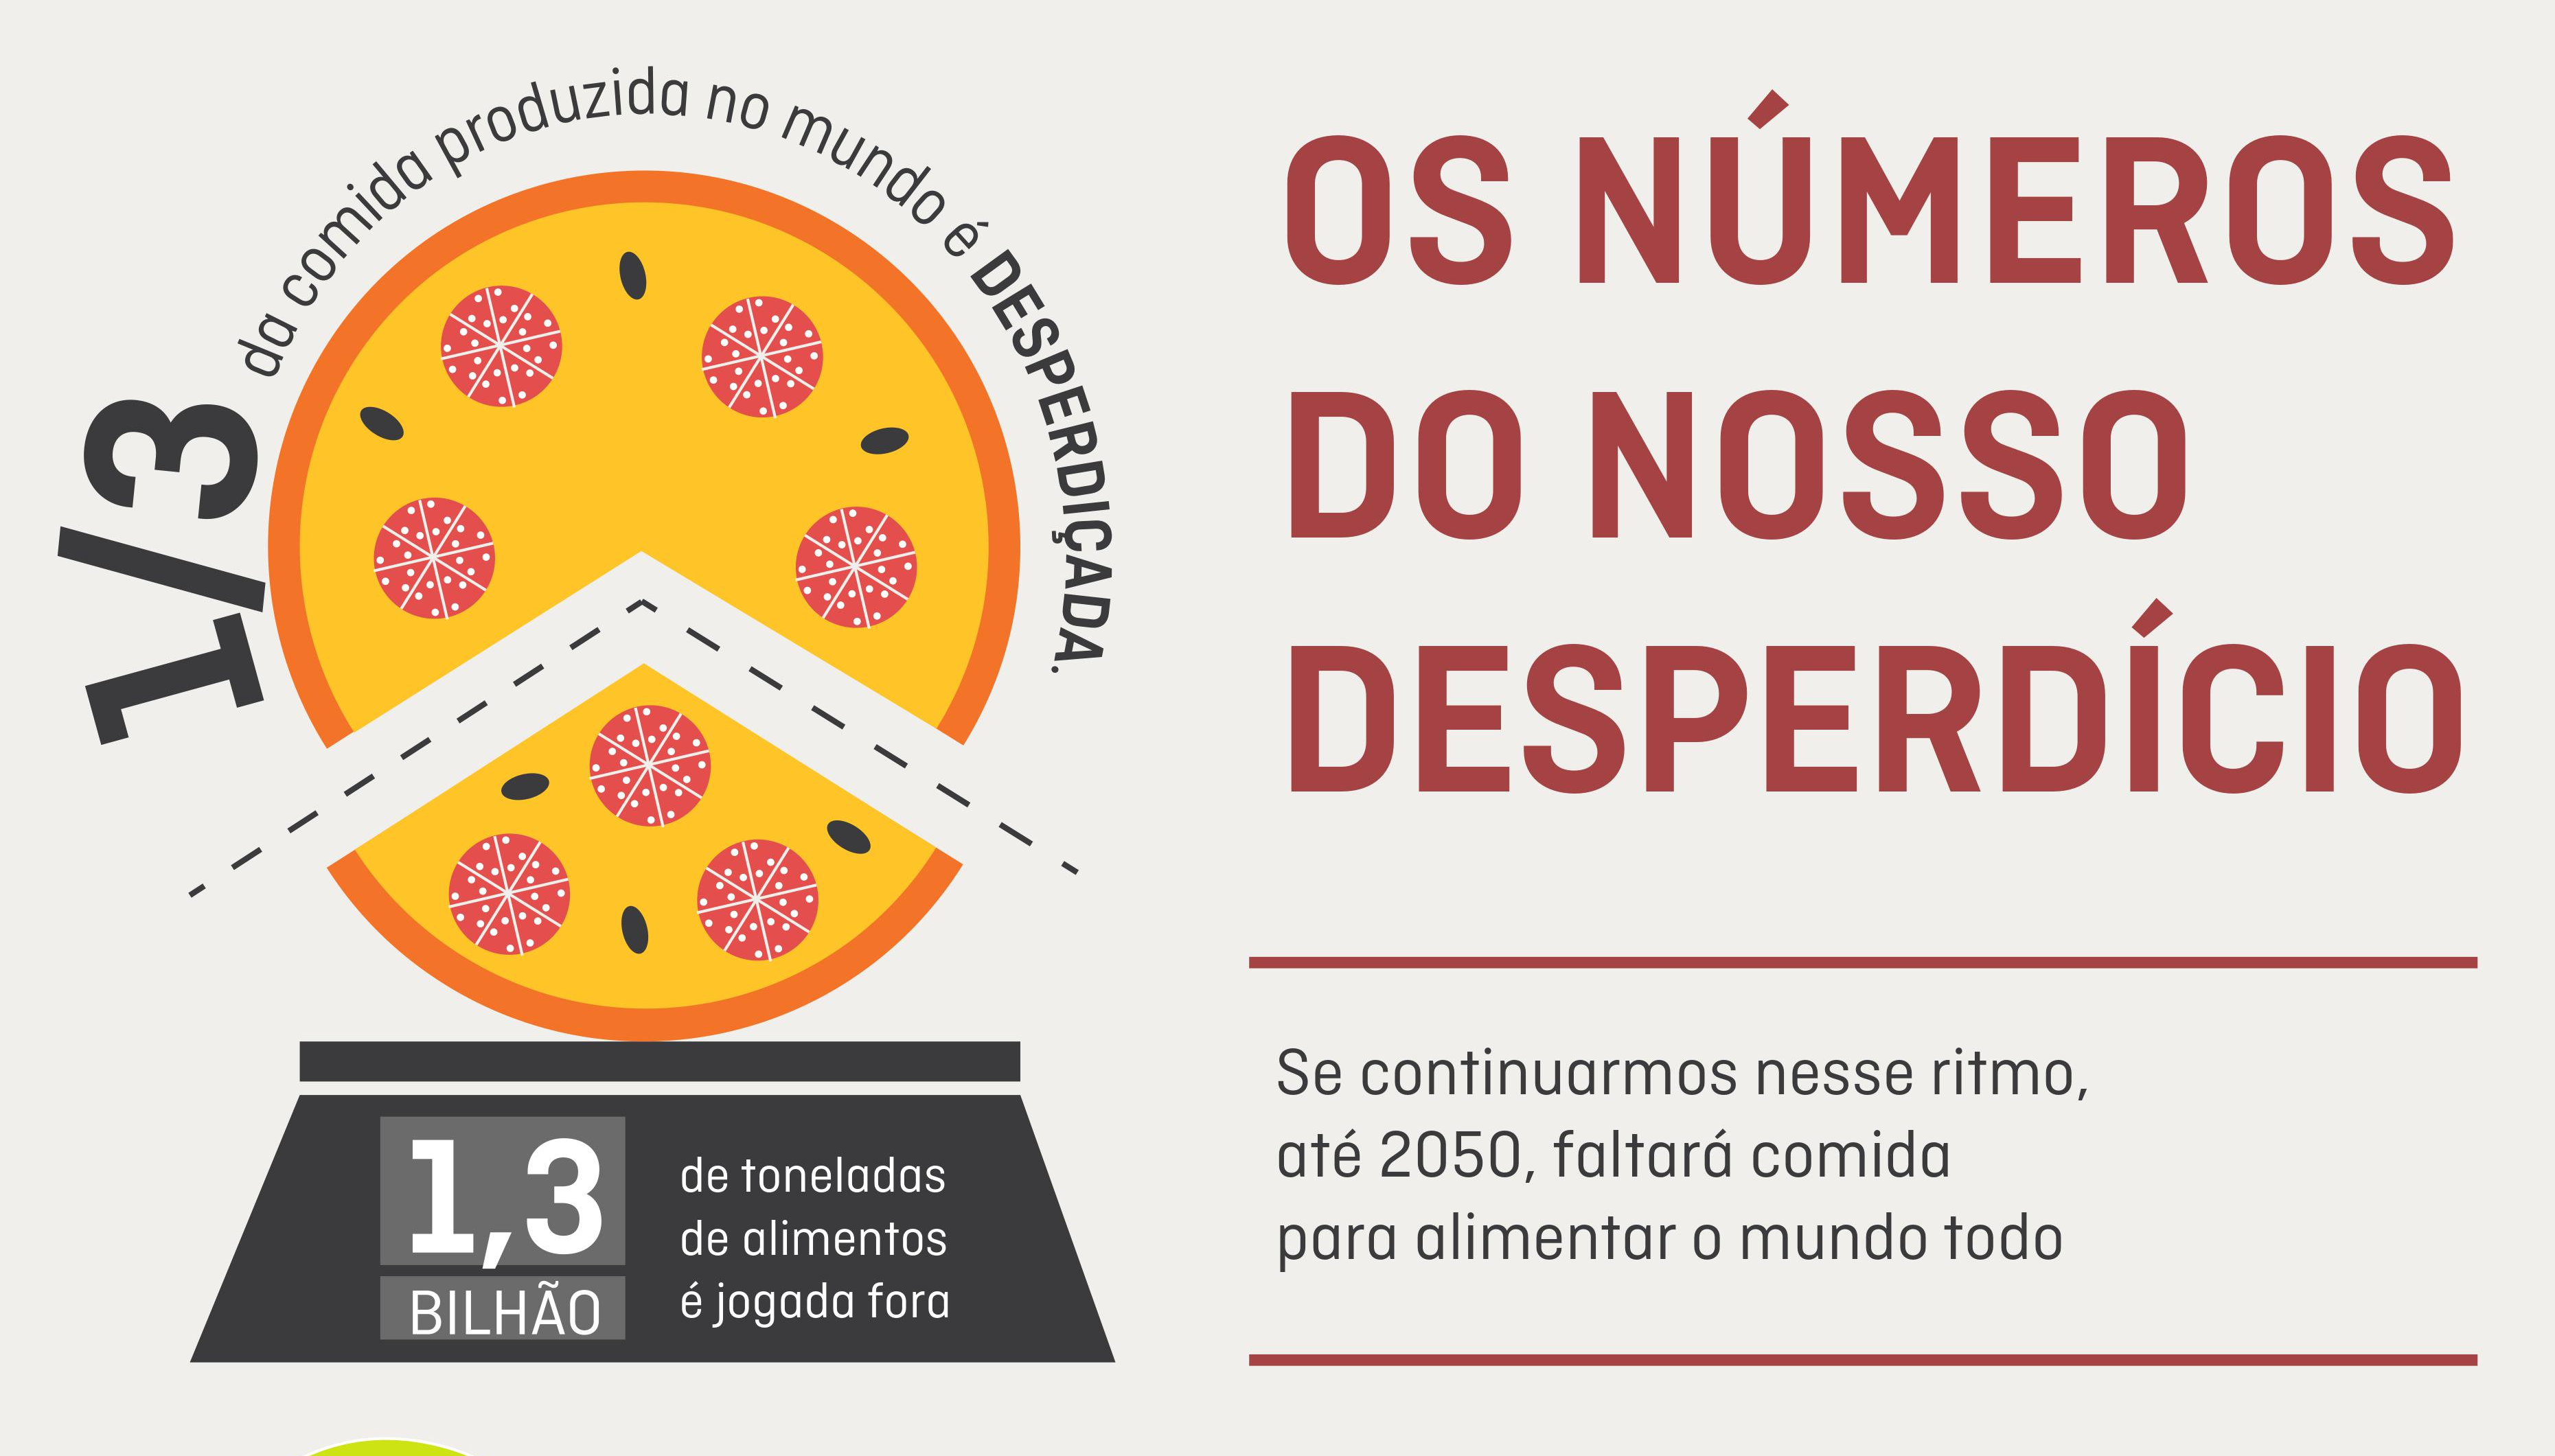 1/3
da comida produzida no mundo é DESPERDIÇADA.
1,3
BILHÃO
de toneladas
de alimentos
é jogada fora
OS NÚMEROS
DO NOSSO
DESPERDÍCIO
Se continuarmos nesse ritmo,
até 2050, faltará comida
para alimentar o mundo todo